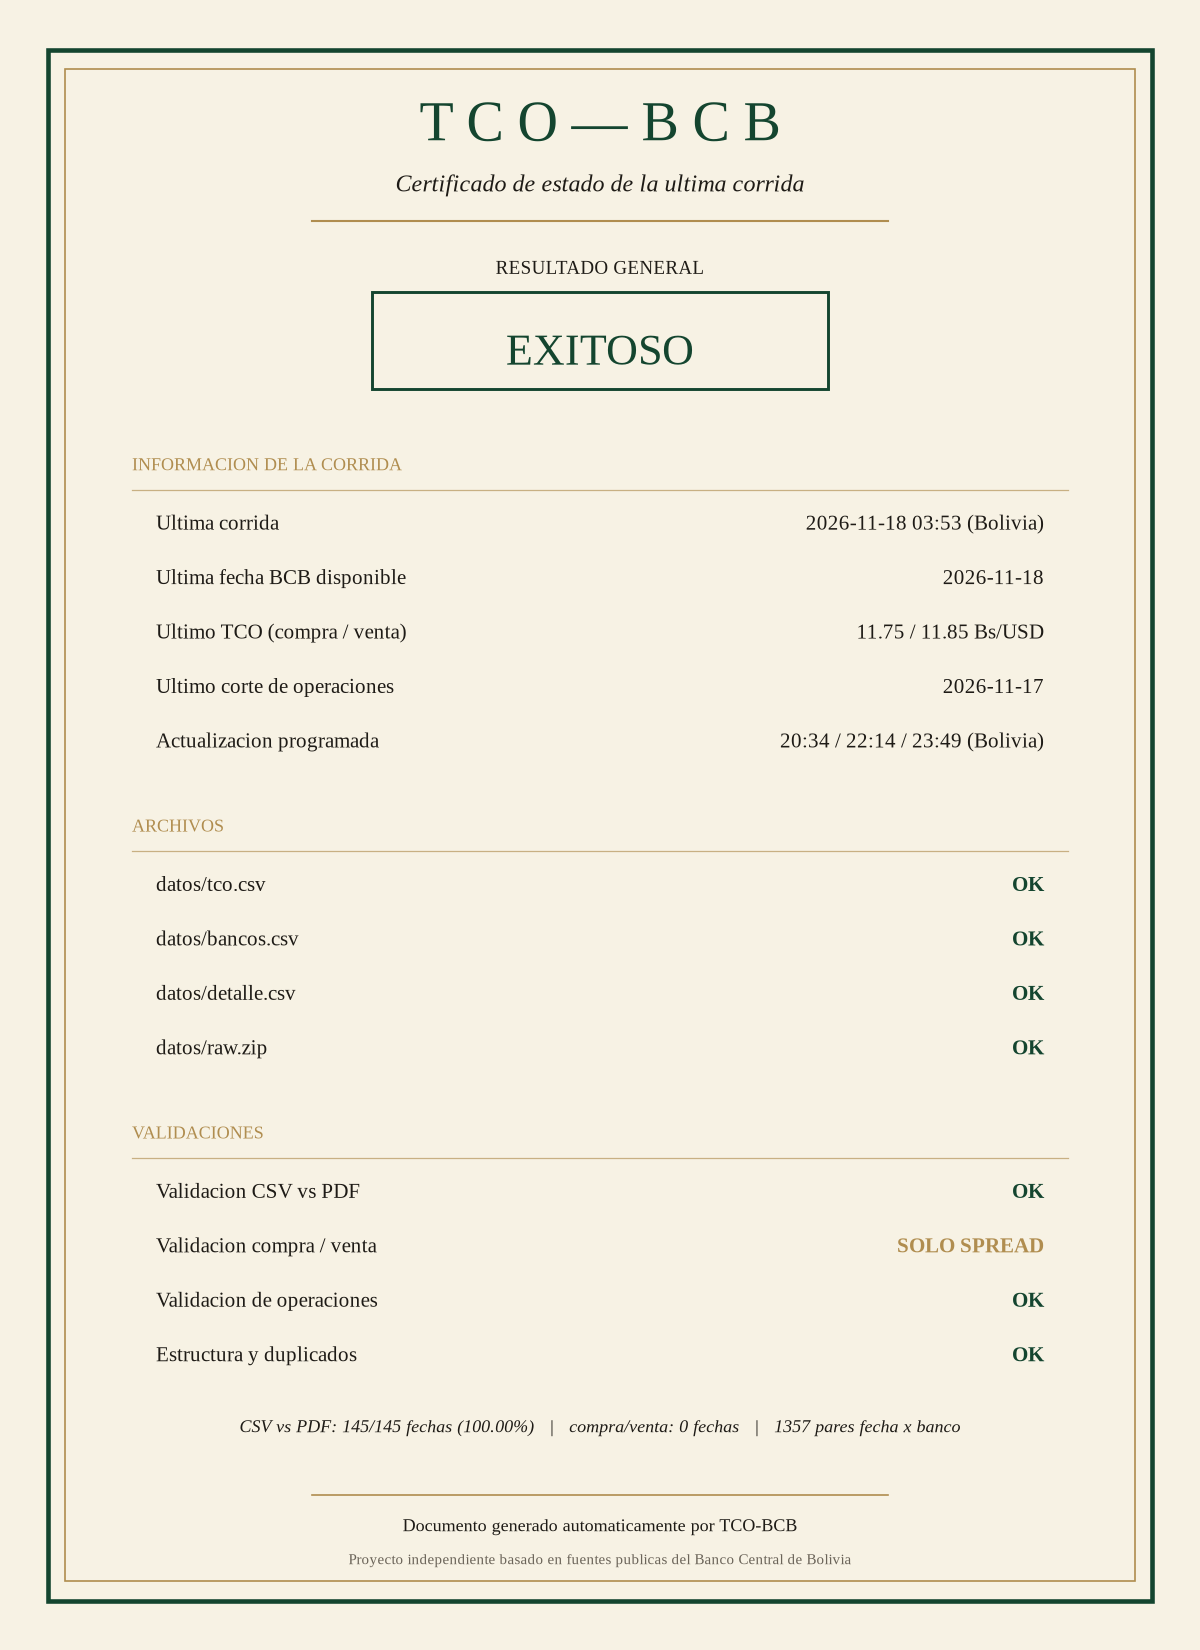 TCO—BCB
Certificado de estado de la ultima corrida
RESULTADO GENERAL
EXITOSO
INFORMACION DE LA CORRIDA
Ultima corrida 2026-11-18 03:53 (Bolivia)
Ultima fecha BCB disponible 2026-11-18
Ultimo TCO (compra / venta) 11.75 / 11.85 Bs/USD
Ultimo corte de operaciones 2026-11-17
Actualizacion programada 20:34 / 22:14 / 23:49 (Bolivia)
ARCHIVOS
datos/tco.csv OK
datos/bancos.csv OK
datos/detalle.csv OK
datos/raw.zip OK
VALIDACIONES
Validacion CSV vs PDF OK
Validacion compra / venta SOLO SPREAD
Validacion de operaciones OK
Estructura y duplicados OK
CSV vs PDF: 145/145 fechas (100.00%) | compra/venta: 0 fechas | 1357 pares fecha x banco
Documento generado automaticamente por TCO-BCB
Proyecto independiente basado en fuentes publicas del Banco Central de Bolivia